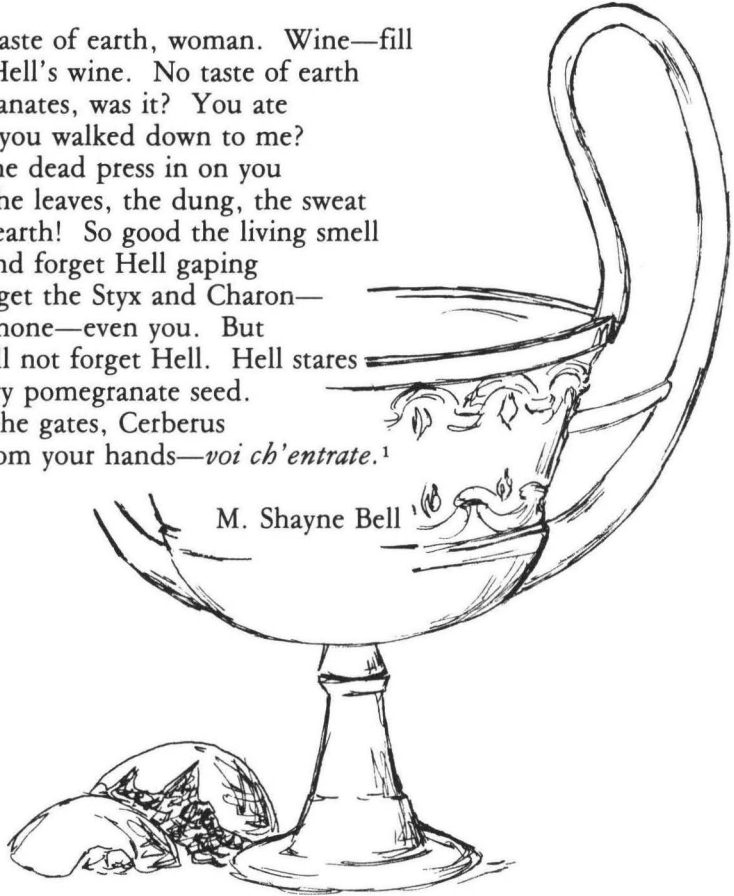 aste of earth, woman. Wine—fill
Hell's wine. No taste of earth
anates, was it? You ate
you walked down to me?
he dead press in on you
he leaves, the dung, the sweat
earth! So good the living smell
nd forget Hell gaping
get the Styx and Charon—
none—even you. But
ll not forget Hell. Hell stares
y pomegranate seed.
he gates, Cerberus
om your hands—voi ch'entrate.¹
M. Shayne Bell